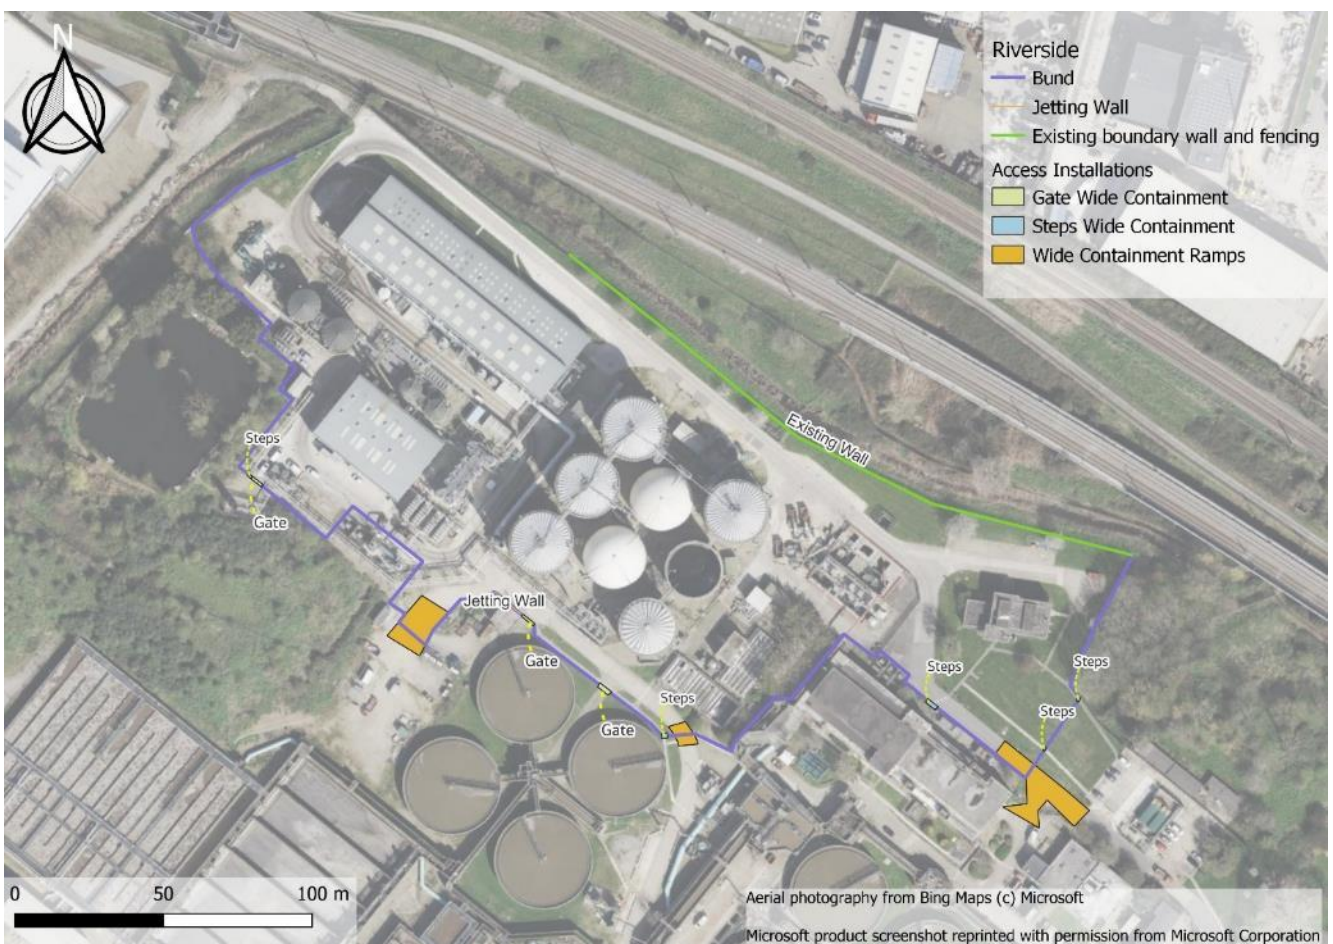 N
Riverside
Bund
Jetting Wall
Existing boundary wall and fencing
Access Installations
Gate Wide Containment
Steps Wide Containment
Wide Containment Ramps
Existing Wall
Steps
Gate
Jetting Wall
Gate
Steps
Gate
Steps
Steps
Steps
0 50 100 m
Aerial photography from Bing Maps (c) Microsoft
Microsoft product screenshot reprinted with permission from Microsoft Corporation